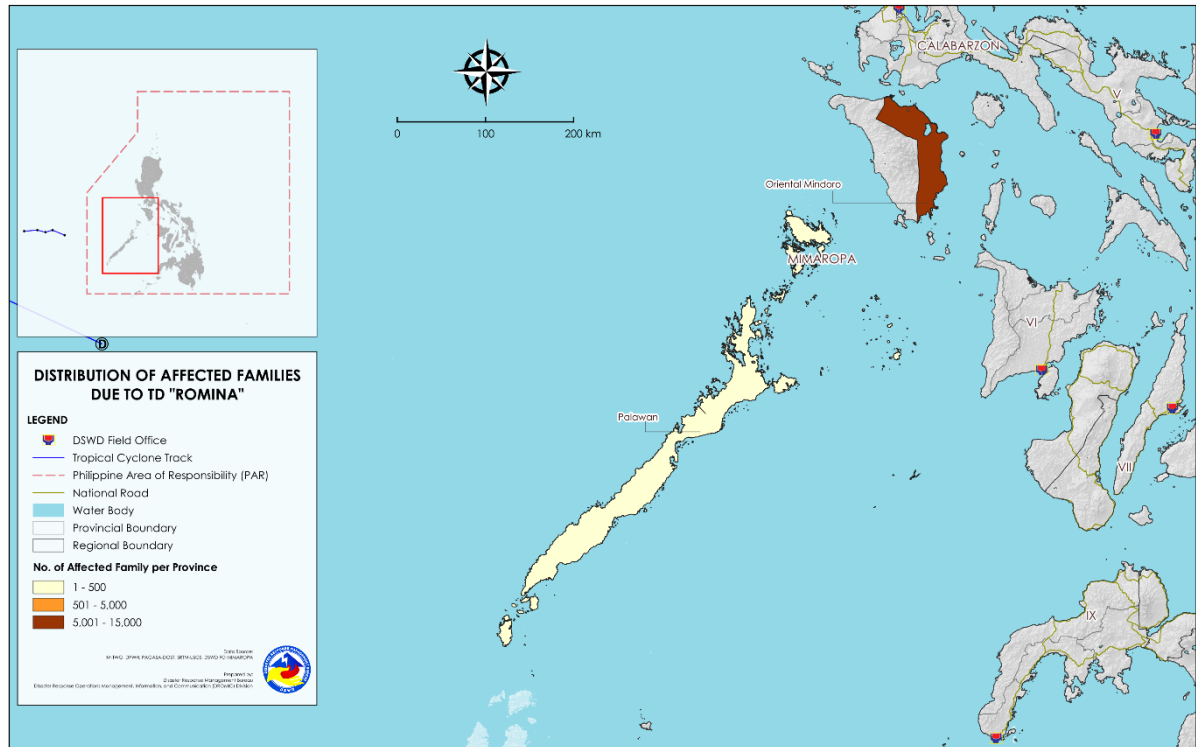 CALABARZON
V
0
100
200 km
Oriental Mindoro
MIMAROPA
VI
Palawan
VII
IX
D
DISTRIBUTION OF AFFECTED FAMILIES
DUE TO TD "ROMINA"
LEGEND
DSWD Field Office
Tropical Cyclone Track
Philippine Area of Responsibility (PAR)
National Road
Water Body
Provincial Boundary
Regional Boundary
No. of Affected Family per Province
1 - 500
501 - 5,000
5,001 - 15,000
Data Source:
Prepared by:
Disaster Response Management Bureau
Disaster Response Operations Management, Information, and Communication (DROMIC) Division
DSWD